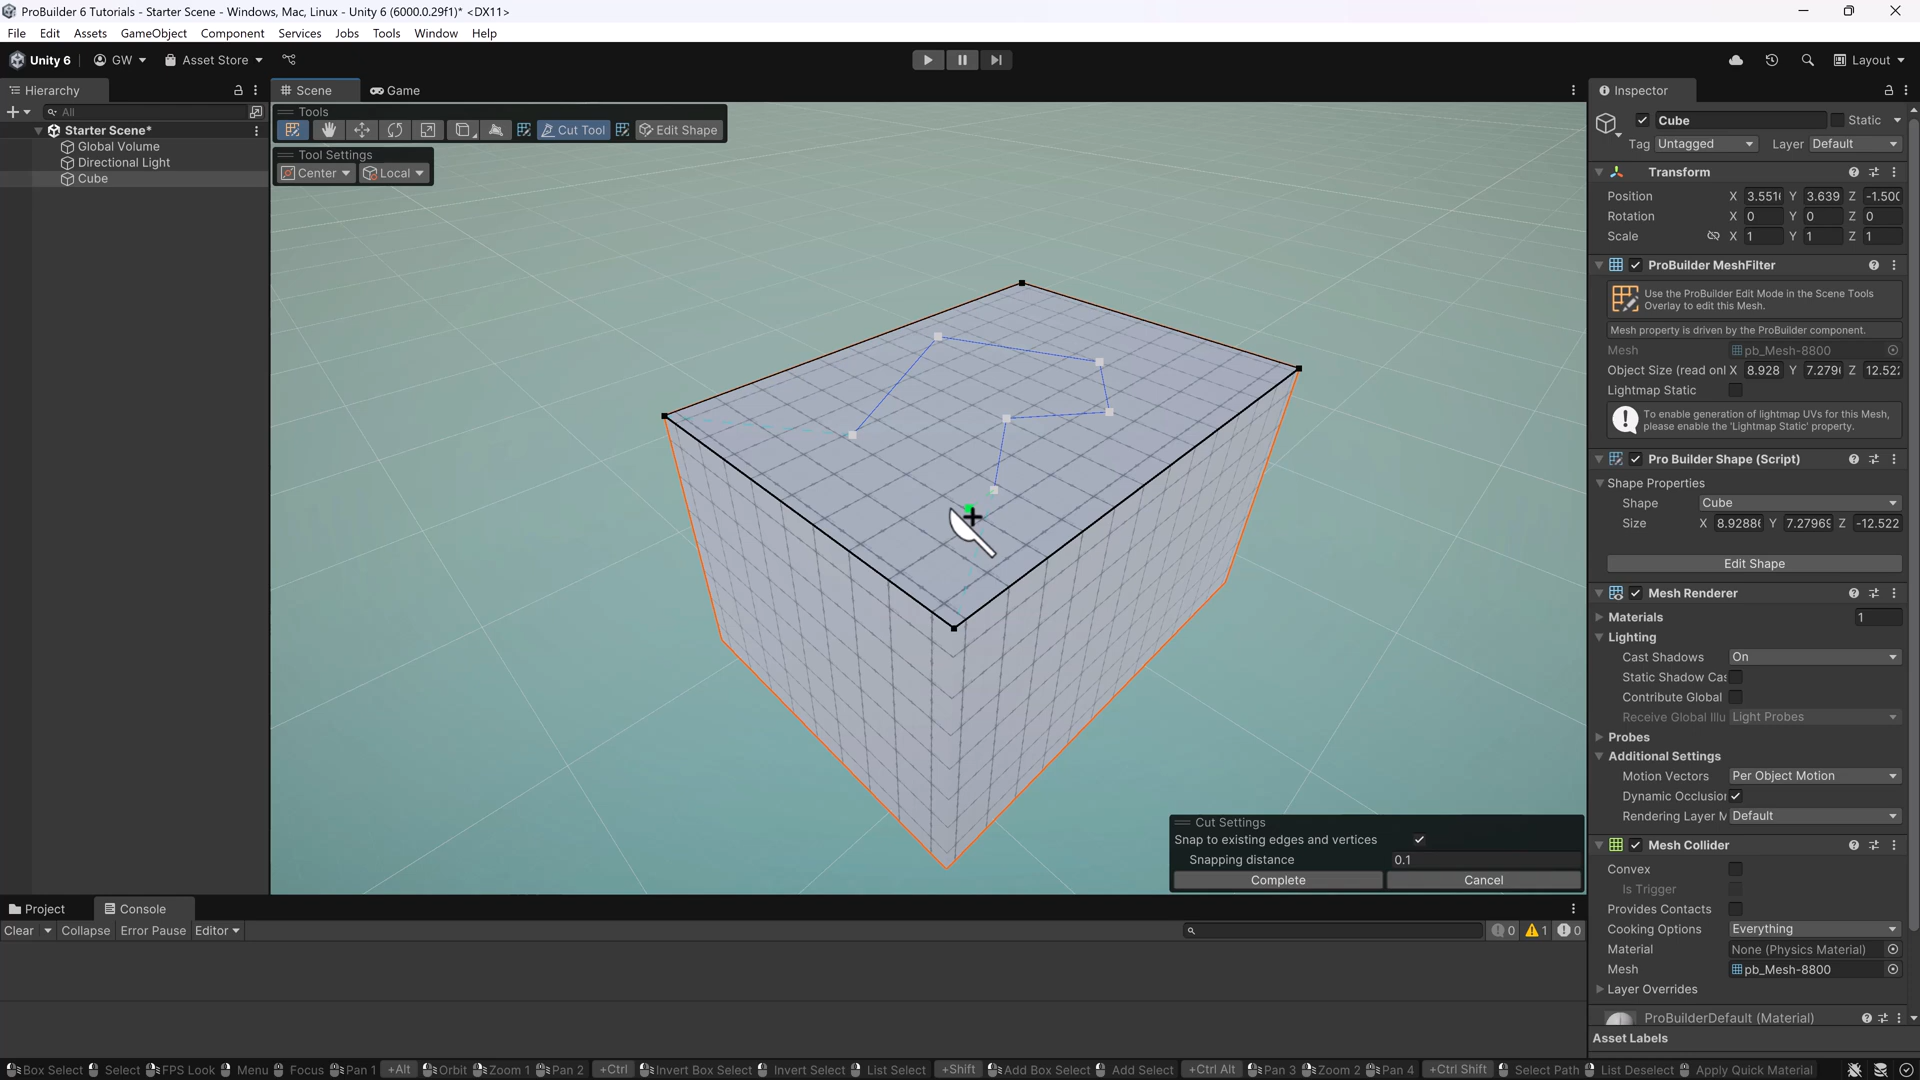 ProBuilder 6 Tutorials - Starter Scene - Windows, Mac, Linux - Unity 6 (6000.0.29f1)* <DX11>
File Edit Assets GameObject Component Services Jobs Tools Window Help
Unity 6 GW Asset Store Layout
Hierarchy
All
Starter Scene*
Global Volume
Directional Light
Cube
Scene Game
Tools
Cut Tool Edit Shape
Tool Settings
Center Local
Cut Settings
Snap to existing edges and vertices
Snapping distance 0.1
Complete Cancel
Inspector
Cube Static
Tag Untagged Layer Default
Transform
Position X 3.551 Y 3.639 Z -1.500
Rotation X 0 Y 0 Z 0
Scale X 1 Y 1 Z 1
ProBuilder MeshFilter
Use the ProBuilder Edit Mode in the Scene Tools
Overlay to edit this Mesh.
Mesh property is driven by the ProBuilder component.
Mesh pb_Mesh-8800
Object Size (read onl X 8.928 Y 7.279 Z 12.52
Lightmap Static
To enable generation of lightmap UVs for this Mesh,
please enable the 'Lightmap Static' property.
Pro Builder Shape (Script)
Shape Properties
Shape Cube
Size X 8.9288 Y 7.2796 Z -12.522
Edit Shape
Mesh Renderer
Materials 1
Lighting
Cast Shadows On
Static Shadow Cas
Contribute Global
Receive Global Illu Light Probes
Probes
Additional Settings
Motion Vectors Per Object Motion
Dynamic Occlusion
Rendering Layer M Default
Mesh Collider
Convex
Is Trigger
Provides Contacts
Cooking Options Everything
Material None (Physics Material)
Mesh pb_Mesh-8800
Layer Overrides
ProBuilderDefault (Material)
Asset Labels
Project Console
Clear Collapse Error Pause Editor 0 1 0
Box Select Select FPS Look Menu Focus Pan 1 +Alt Orbit Zoom 1 Pan 2 +Ctrl Invert Box Select Invert Select List Select +Shift Add Box Select Add Select +Ctrl Alt Pan 3 Zoom 2 Pan 4 +Ctrl Shift Select Path List Deselect Apply Quick Material